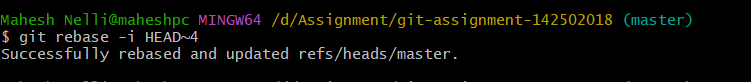 Mahesh Nelli@maheshpc MINGW64 /d/Assignment/git-assignment-142502018 (master)
$ git rebase -i HEAD~4
Successfully rebased and updated refs/heads/master.